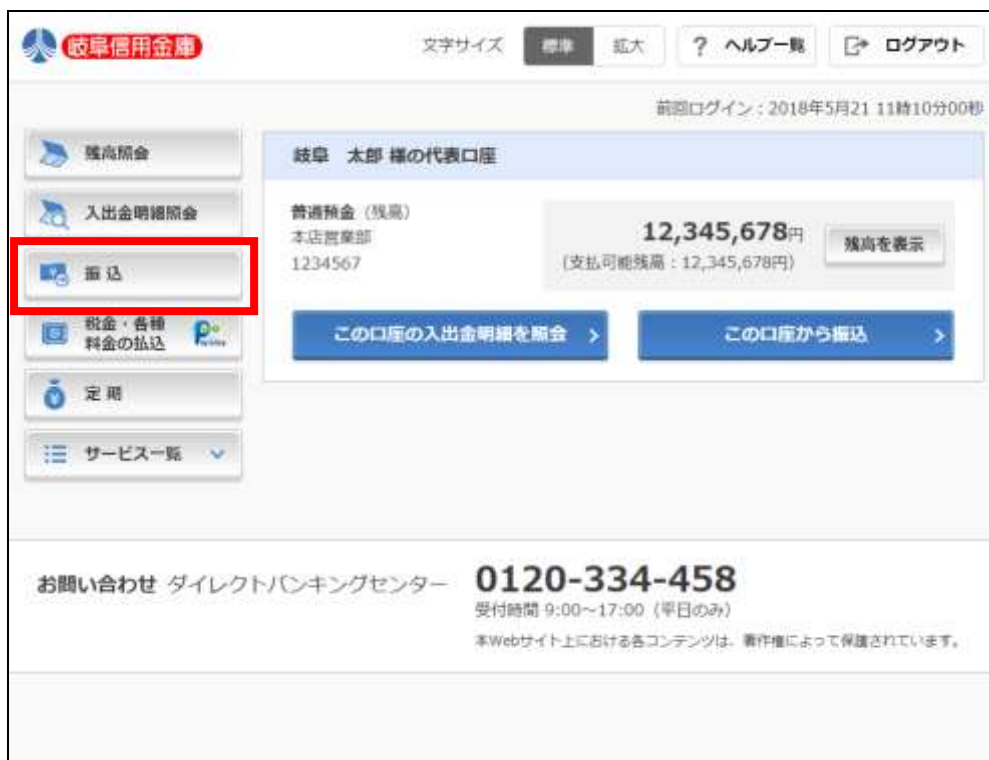 岐阜信用金庫
文字サイズ 標準 拡大 ? ヘルプ一覧 ログアウト
前回ログイン：2018年5月21 11時10分00秒
残高照会
入出金明細照会
振込
税金・各種
料金の払込
定期
サービス一覧
岐阜　太郎 様の代表口座
普通預金（残高）
本店営業部
1234567
12,345,678円
(支払可能残高：12,345,678円)
残高を表示
この口座の入出金明細を照会
この口座から振込
お問い合わせ ダイレクトバンキングセンター
0120-334-458
受付時間 9:00～17:00（平日のみ）
本Webサイト上における各コンテンツは、著作権によって保護されています。